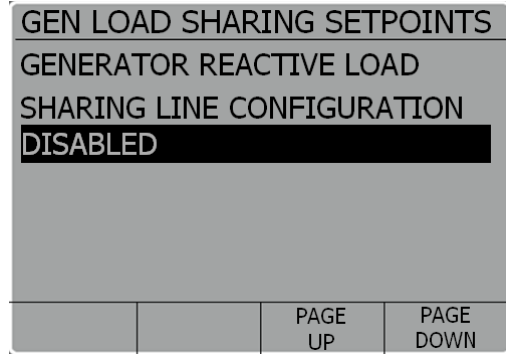 GEN LOAD SHARING SETPOINTS
GENERATOR REACTIVE LOAD
SHARING LINE CONFIGURATION
DISABLED
PAGE UP
PAGE DOWN